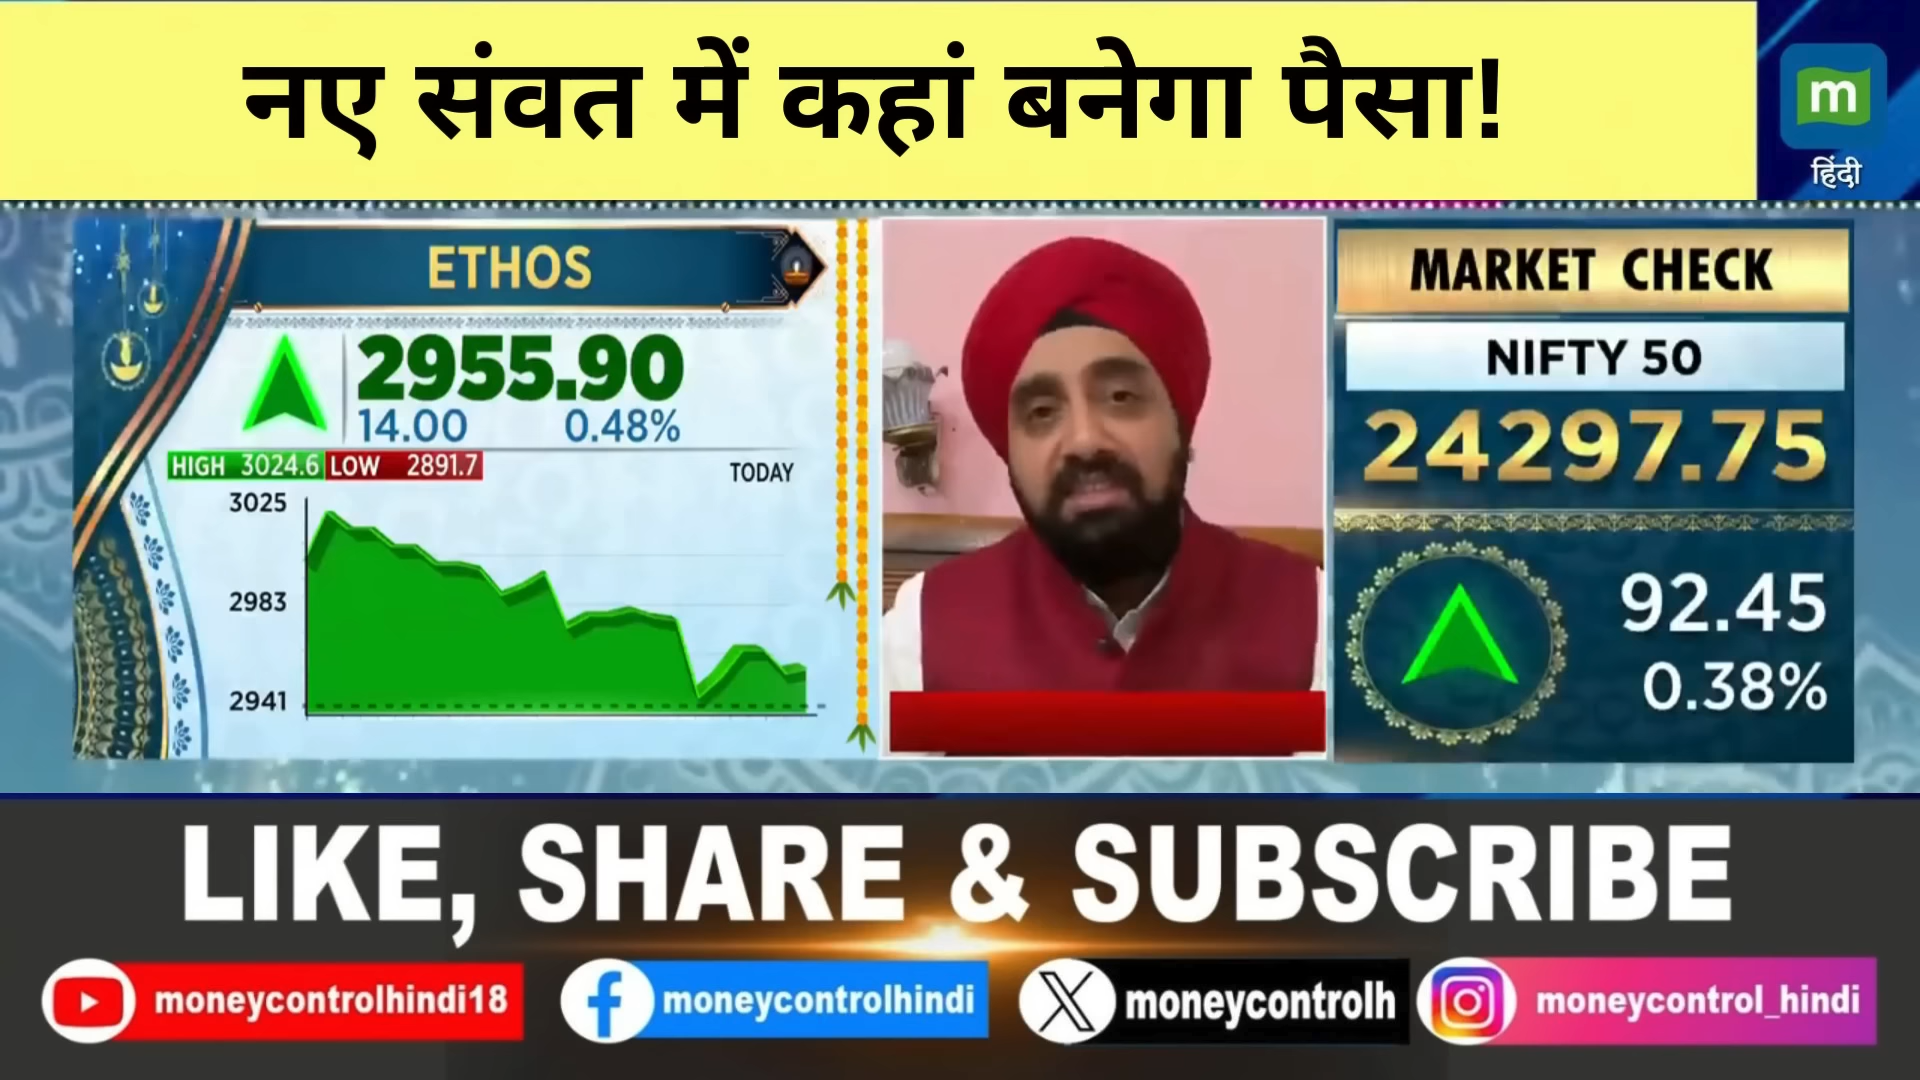 नए संवत में कहां बनेगा पैसा!
m
हिंदी
ETHOS
2955.90
14.00 0.48%
HIGH 3024.6 LOW 2891.7
TODAY
3025
2983
2941
MARKET CHECK
NIFTY 50
24297.75
92.45
0.38%
LIKE, SHARE & SUBSCRIBE
moneycontrolhindi18
moneycontrolhindi
moneycontrolh
moneycontrol_hindi